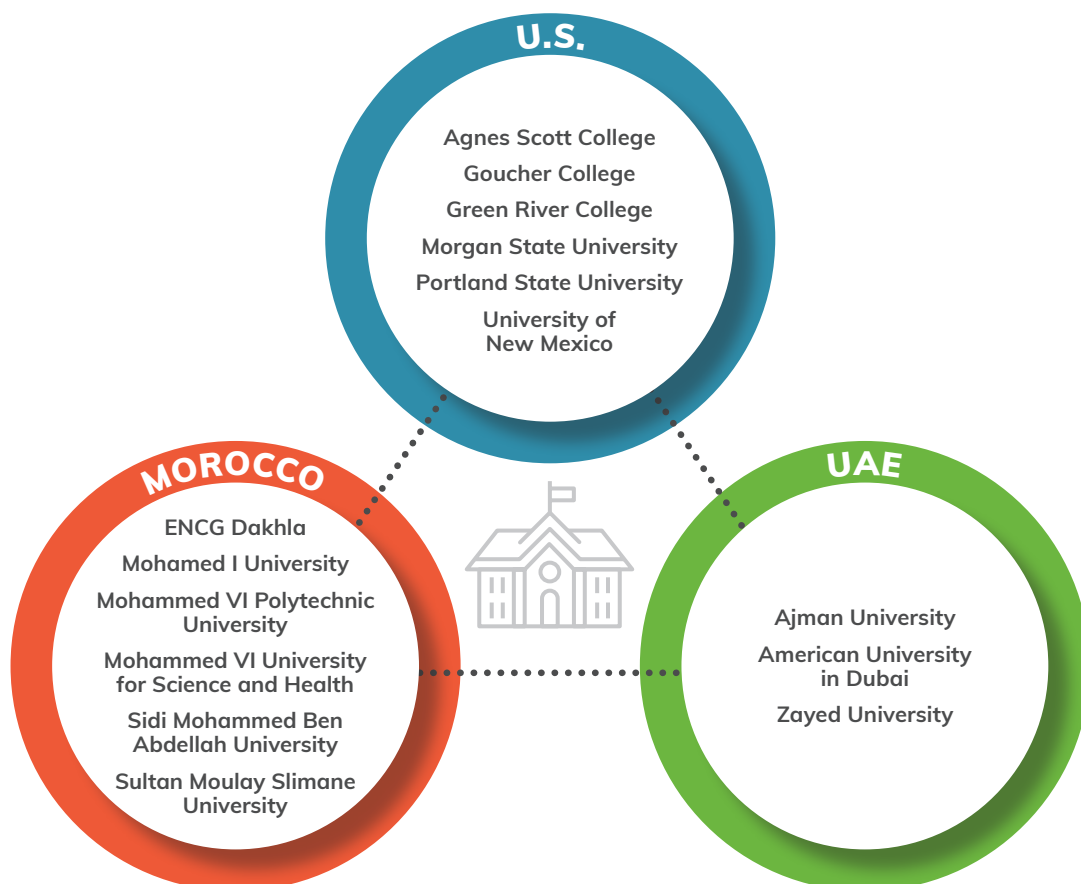 U.S.
Agnes Scott College
Goucher College
Green River College
Morgan State University
Portland State University
University of
New Mexico
MOROCCO
ENCG Dakhla
Mohamed I University
Mohammed VI Polytechnic
University
Mohammed VI University
for Science and Health
Sidi Mohammed Ben
Abdellah University
Sultan Moulay Slimane
University
UAE
Ajman University
American University
in Dubai
Zayed University